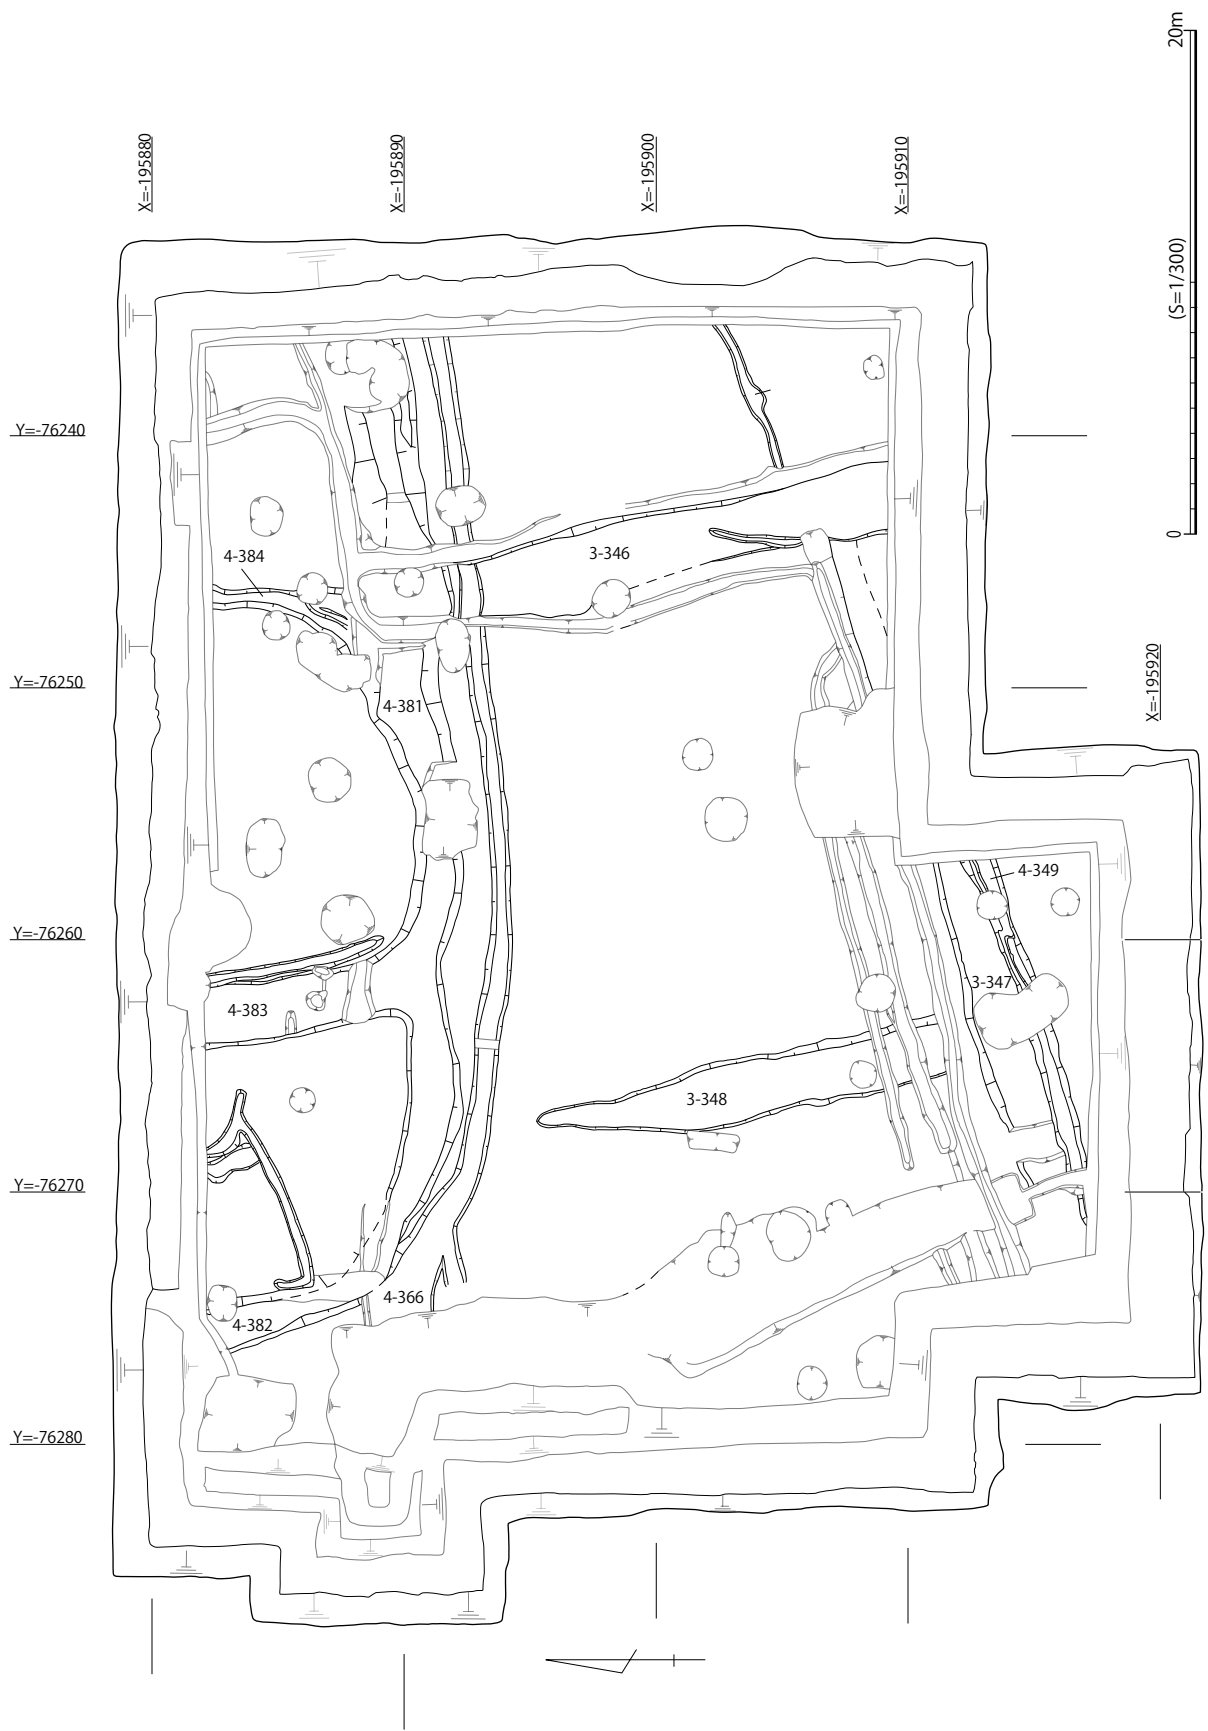 20m
(S=1/300)
0
X=-195880
X=-195890
X=-195900
X=-195910
X=-195920
Y=-76240
Y=-76250
Y=-76260
Y=-76270
Y=-76280
4-384
3-346
4-381
4-349
4-383
3-347
3-348
4-366
4-382